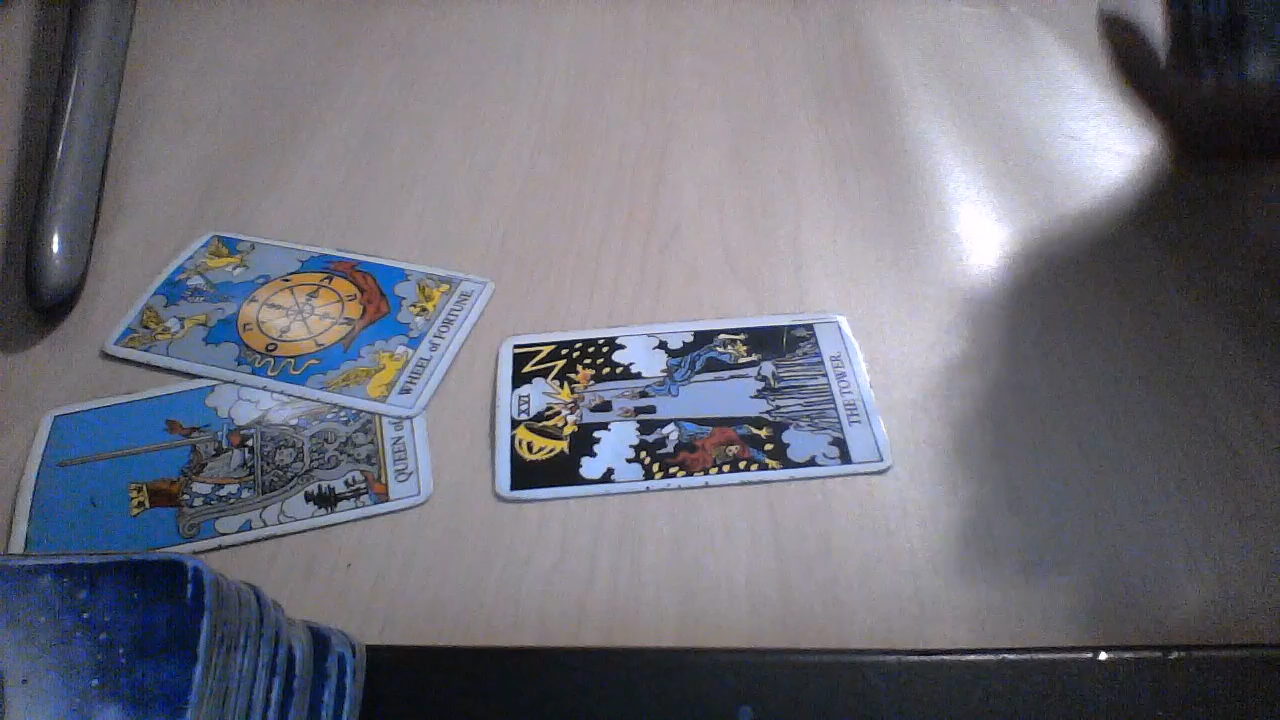 WHEEL of FORTUNE
QUEEN of
XVI
THE TOWER.